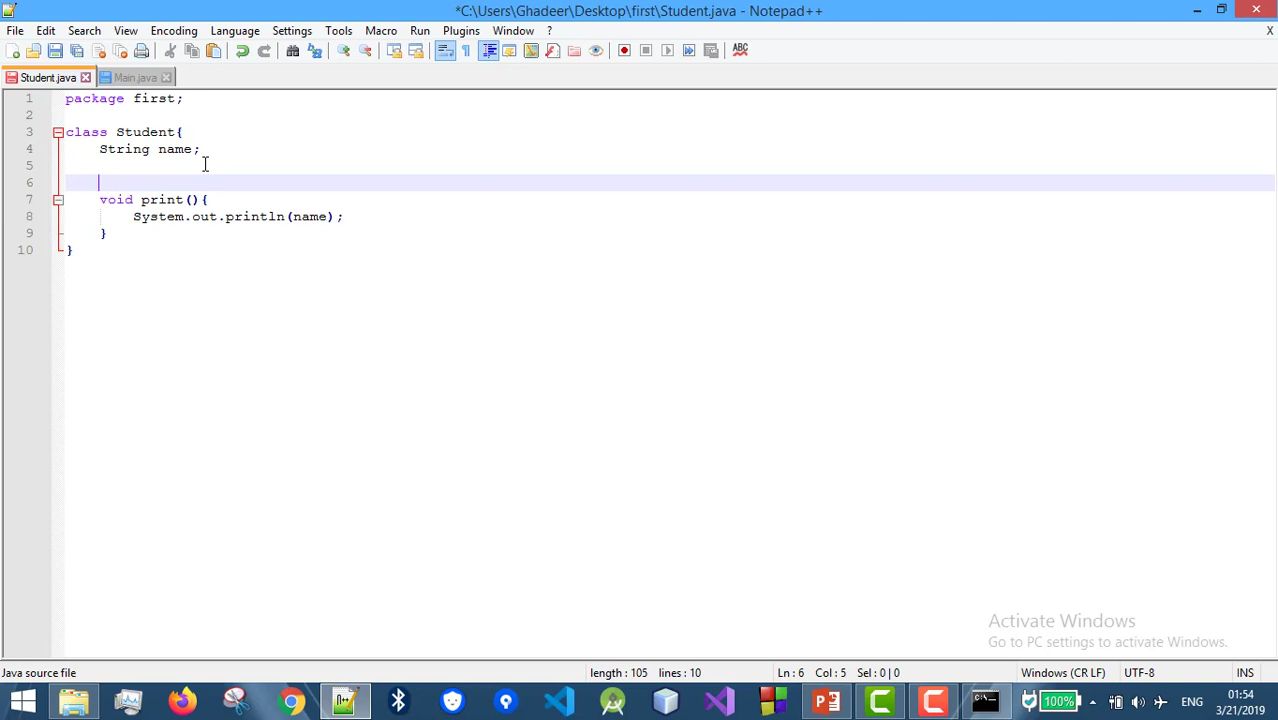 *C:\Users\Ghadeer\Desktop\first\Student.java - Notepad++
File Edit Search View Encoding Language Settings Tools Macro Run Plugins Window ? X
ABC
Student.java Main.java
1 package first;
2
3 class Student{
4 String name;
5
6
7 void print(){
8 System.out.println(name);
9 }
10 }
Activate Windows
Go to PC settings to activate Windows.
Java source file length : 105 lines : 10 Ln : 6 Col : 5 Sel : 0 | 0 Windows (CR LF) UTF-8 INS
100% ENG 01:54
3/21/2019